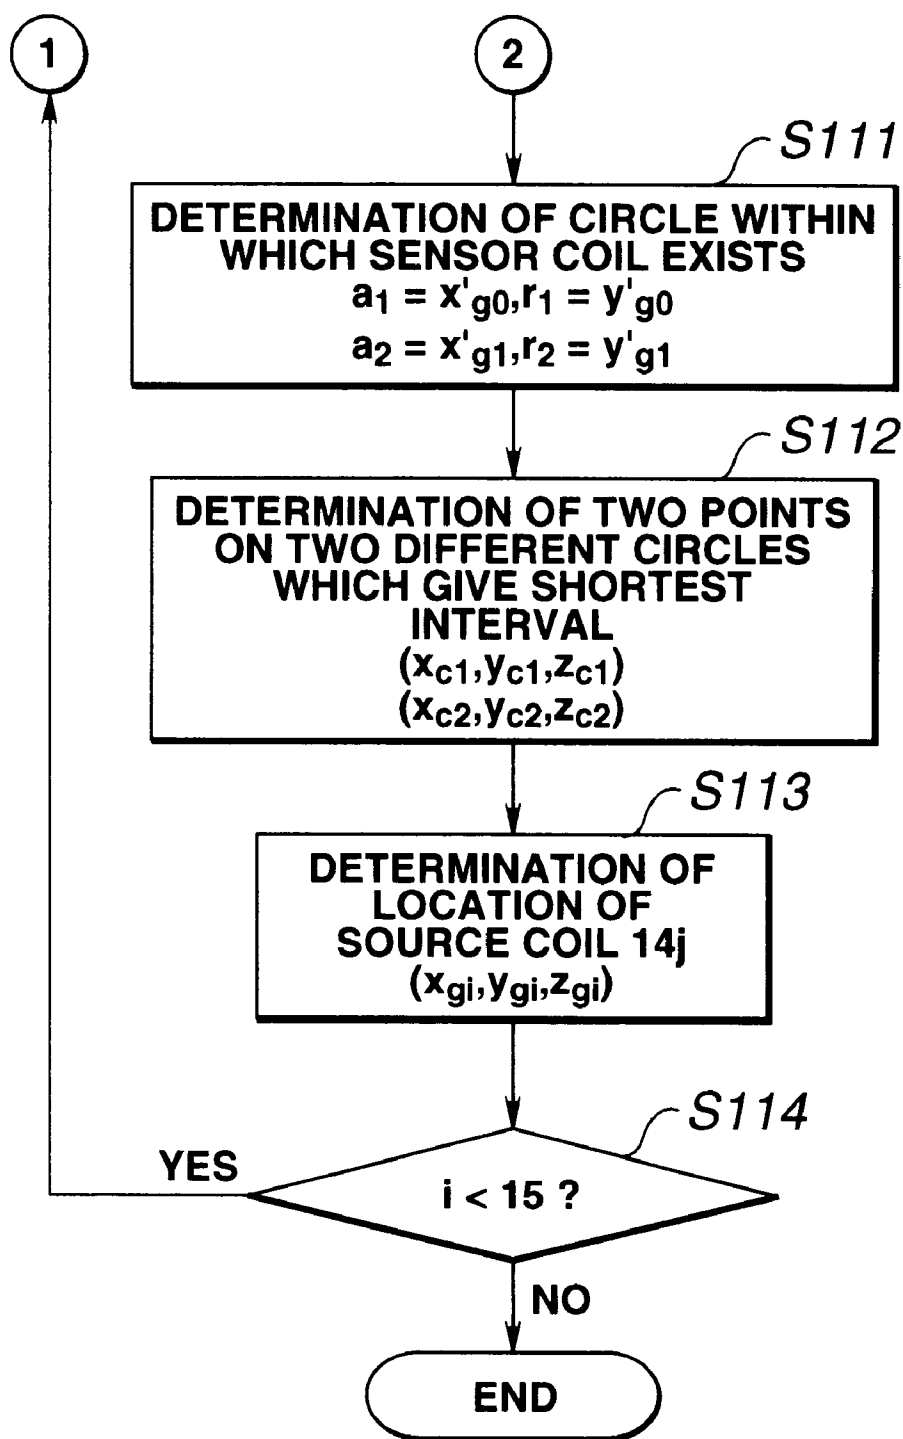 1
2
S111
DETERMINATION OF CIRCLE WITHIN
WHICH SENSOR COIL EXISTS
a1 = x'g0,r1 = y'g0
a2 = x'g1,r2 = y'g1
S112
DETERMINATION OF TWO POINTS
ON TWO DIFFERENT CIRCLES
WHICH GIVE SHORTEST
INTERVAL
(xc1,yc1,zc1)
(xc2,yc2,zc2)
S113
DETERMINATION OF
LOCATION OF
SOURCE COIL 14j
(xgi,ygi,zgi)
S114
YES
i < 15 ?
NO
END